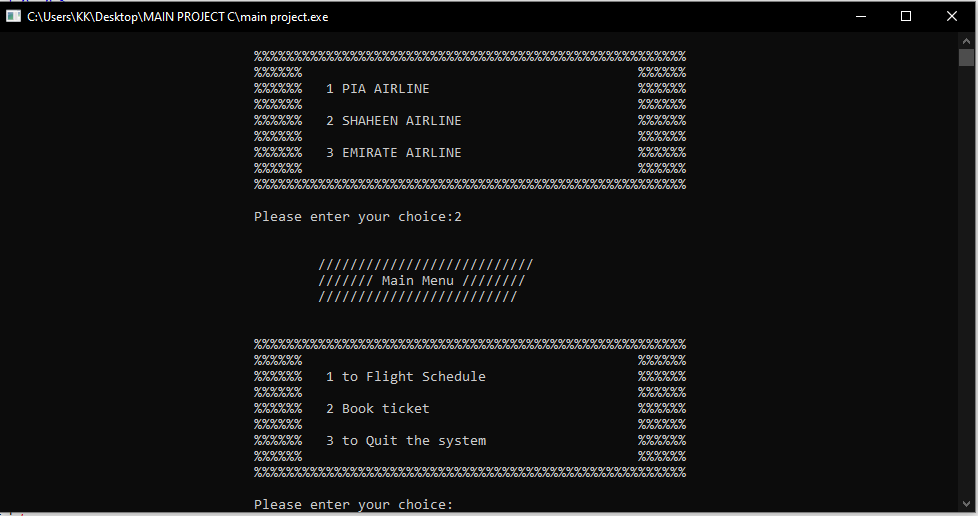 C:\Users\KK\Desktop\MAIN PROJECT C\main project.exe
%%%%%%%%%%%%%%%%%%%%%%%%%%%%%%%%%%%%%%%%%%%%%%%%%%%%%%
%%%%%%                                          %%%%%%
%%%%%%   1 PIA AIRLINE                          %%%%%%
%%%%%%                                          %%%%%%
%%%%%%   2 SHAHEEN AIRLINE                      %%%%%%
%%%%%%                                          %%%%%%
%%%%%%   3 EMIRATE AIRLINE                      %%%%%%
%%%%%%                                          %%%%%%
%%%%%%%%%%%%%%%%%%%%%%%%%%%%%%%%%%%%%%%%%%%%%%%%%%%%%%
Please enter your choice:2
///////////////////////////
/////// Main Menu ////////
/////////////////////////
%%%%%%%%%%%%%%%%%%%%%%%%%%%%%%%%%%%%%%%%%%%%%%%%%%%%%%
%%%%%%                                          %%%%%%
%%%%%%   1 to Flight Schedule                   %%%%%%
%%%%%%                                          %%%%%%
%%%%%%   2 Book ticket                          %%%%%%
%%%%%%                                          %%%%%%
%%%%%%   3 to Quit the system                   %%%%%%
%%%%%%                                          %%%%%%
%%%%%%%%%%%%%%%%%%%%%%%%%%%%%%%%%%%%%%%%%%%%%%%%%%%%%%
Please enter your choice: